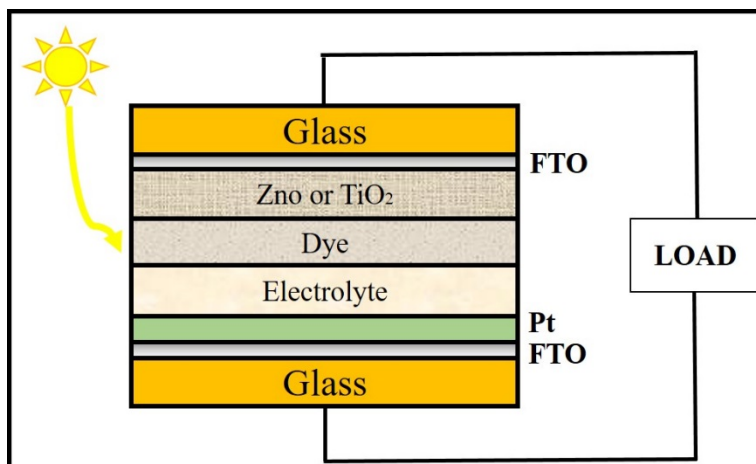 Glass
FTO
Zno or TiO₂
Dye
LOAD
Electrolyte
Pt
FTO
Glass